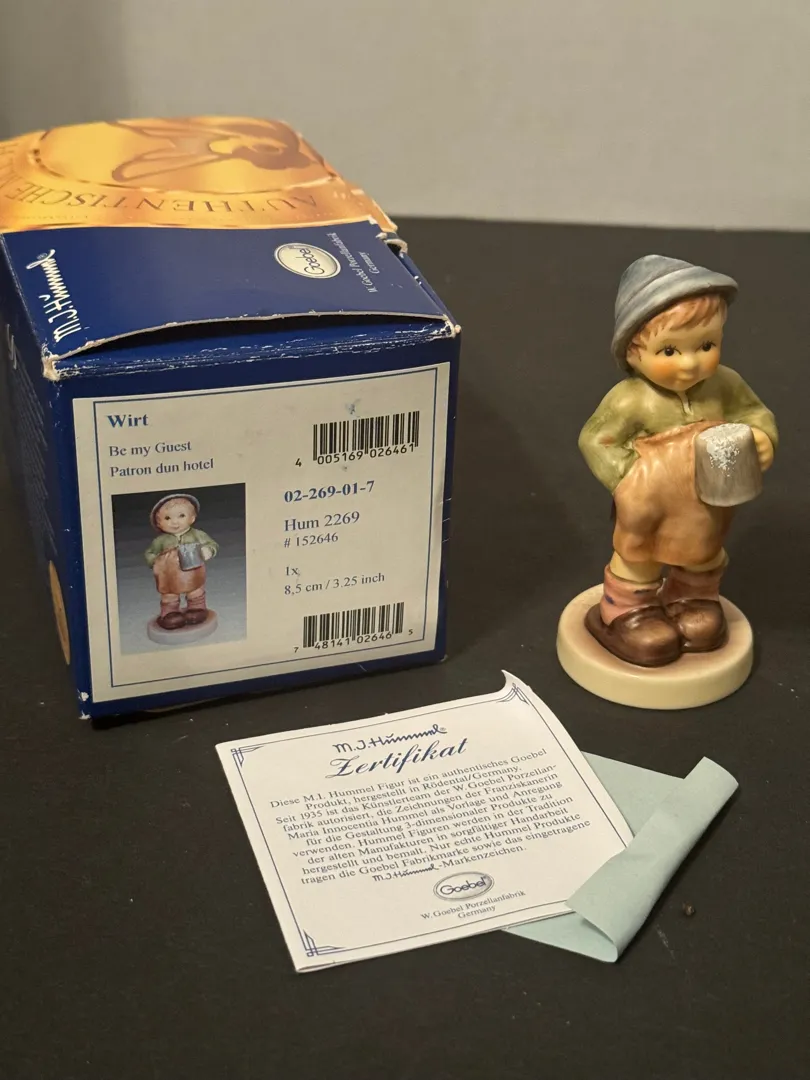 AUTHENTISCHE
M.J.Hummel®
Goebel
W. Goebel Porzellanfabrik
Germany
Wirt
Be my Guest
Patron dun hotel
4 005169 026461
02-269-01-7
Hum 2269
# 152646
1x
8,5 cm / 3.25 inch
7 48141 02646 5
M.J.Hummel®
Zertifikat
Diese M.I. Hummel Figur ist ein authentisches Goebel
Produkt, hergestellt in Rödental/Germany.
Seit 1935 ist das Künstlerteam der W. Goebel Porzellan-
fabrik autorisiert, die Zeichnungen der Franziskanerin
Maria Innocentia Hummel als Vorlage und Anregung
für die Gestaltung 3-dimensionaler Produkte zu
verwenden. Hummel Figuren werden in der Tradition
der alten Manufakturen in sorgfältiger Handarbeit
hergestellt und bemalt. Nur echte Hummel Produkte
tragen die Goebel Fabrikmarke sowie das eingetragene
M.J.Hummel-Markenzeichen.
Goebel
W. Goebel Porzellanfabrik
Germany